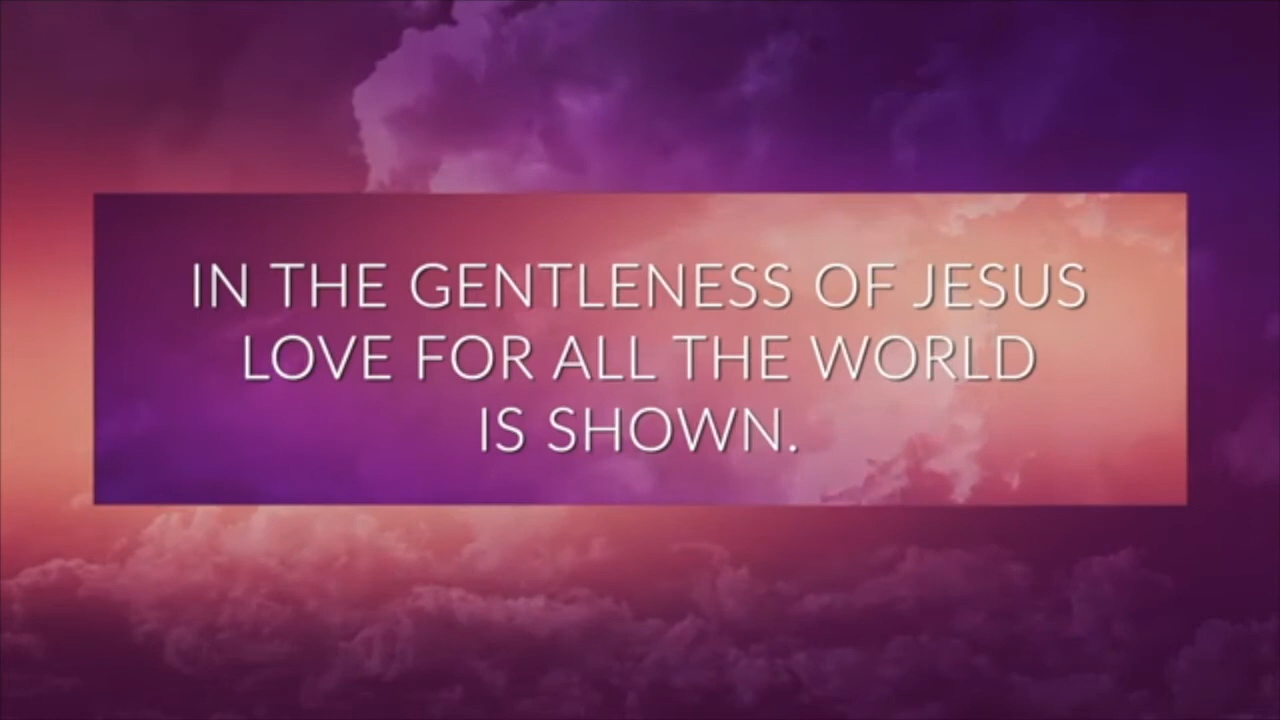 IN THE GENTLENESS OF JESUS
LOVE FOR ALL THE WORLD
IS SHOWN.